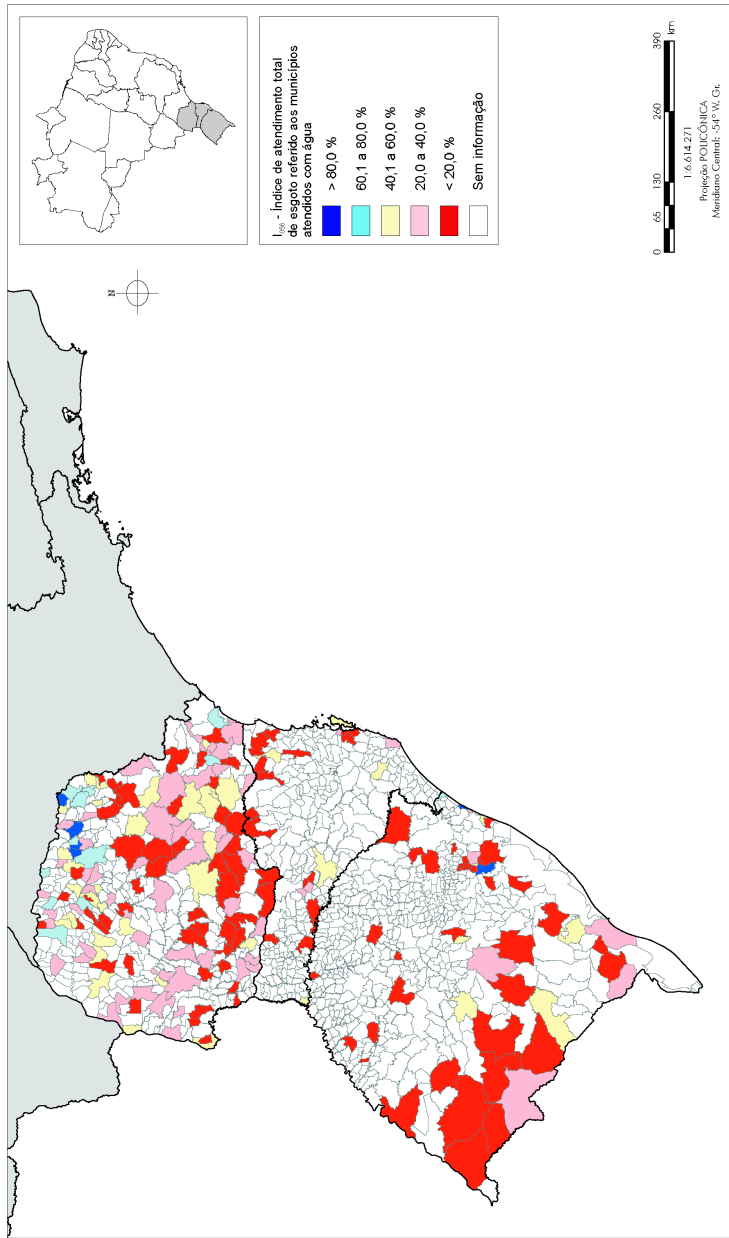 I056 - Índice de atendimento total
de esgoto referido aos municípios
atendidos com água
> 80,0 %
60,1 a 80,0 %
40,1 a 60,0 %
20,0 a 40,0 %
< 20,0 %
Sem informação
N
0 65 130 260 390
km
1:6.614.271
Projeção POLICÔNICA
Meridiano Central: -54° W. Gr.